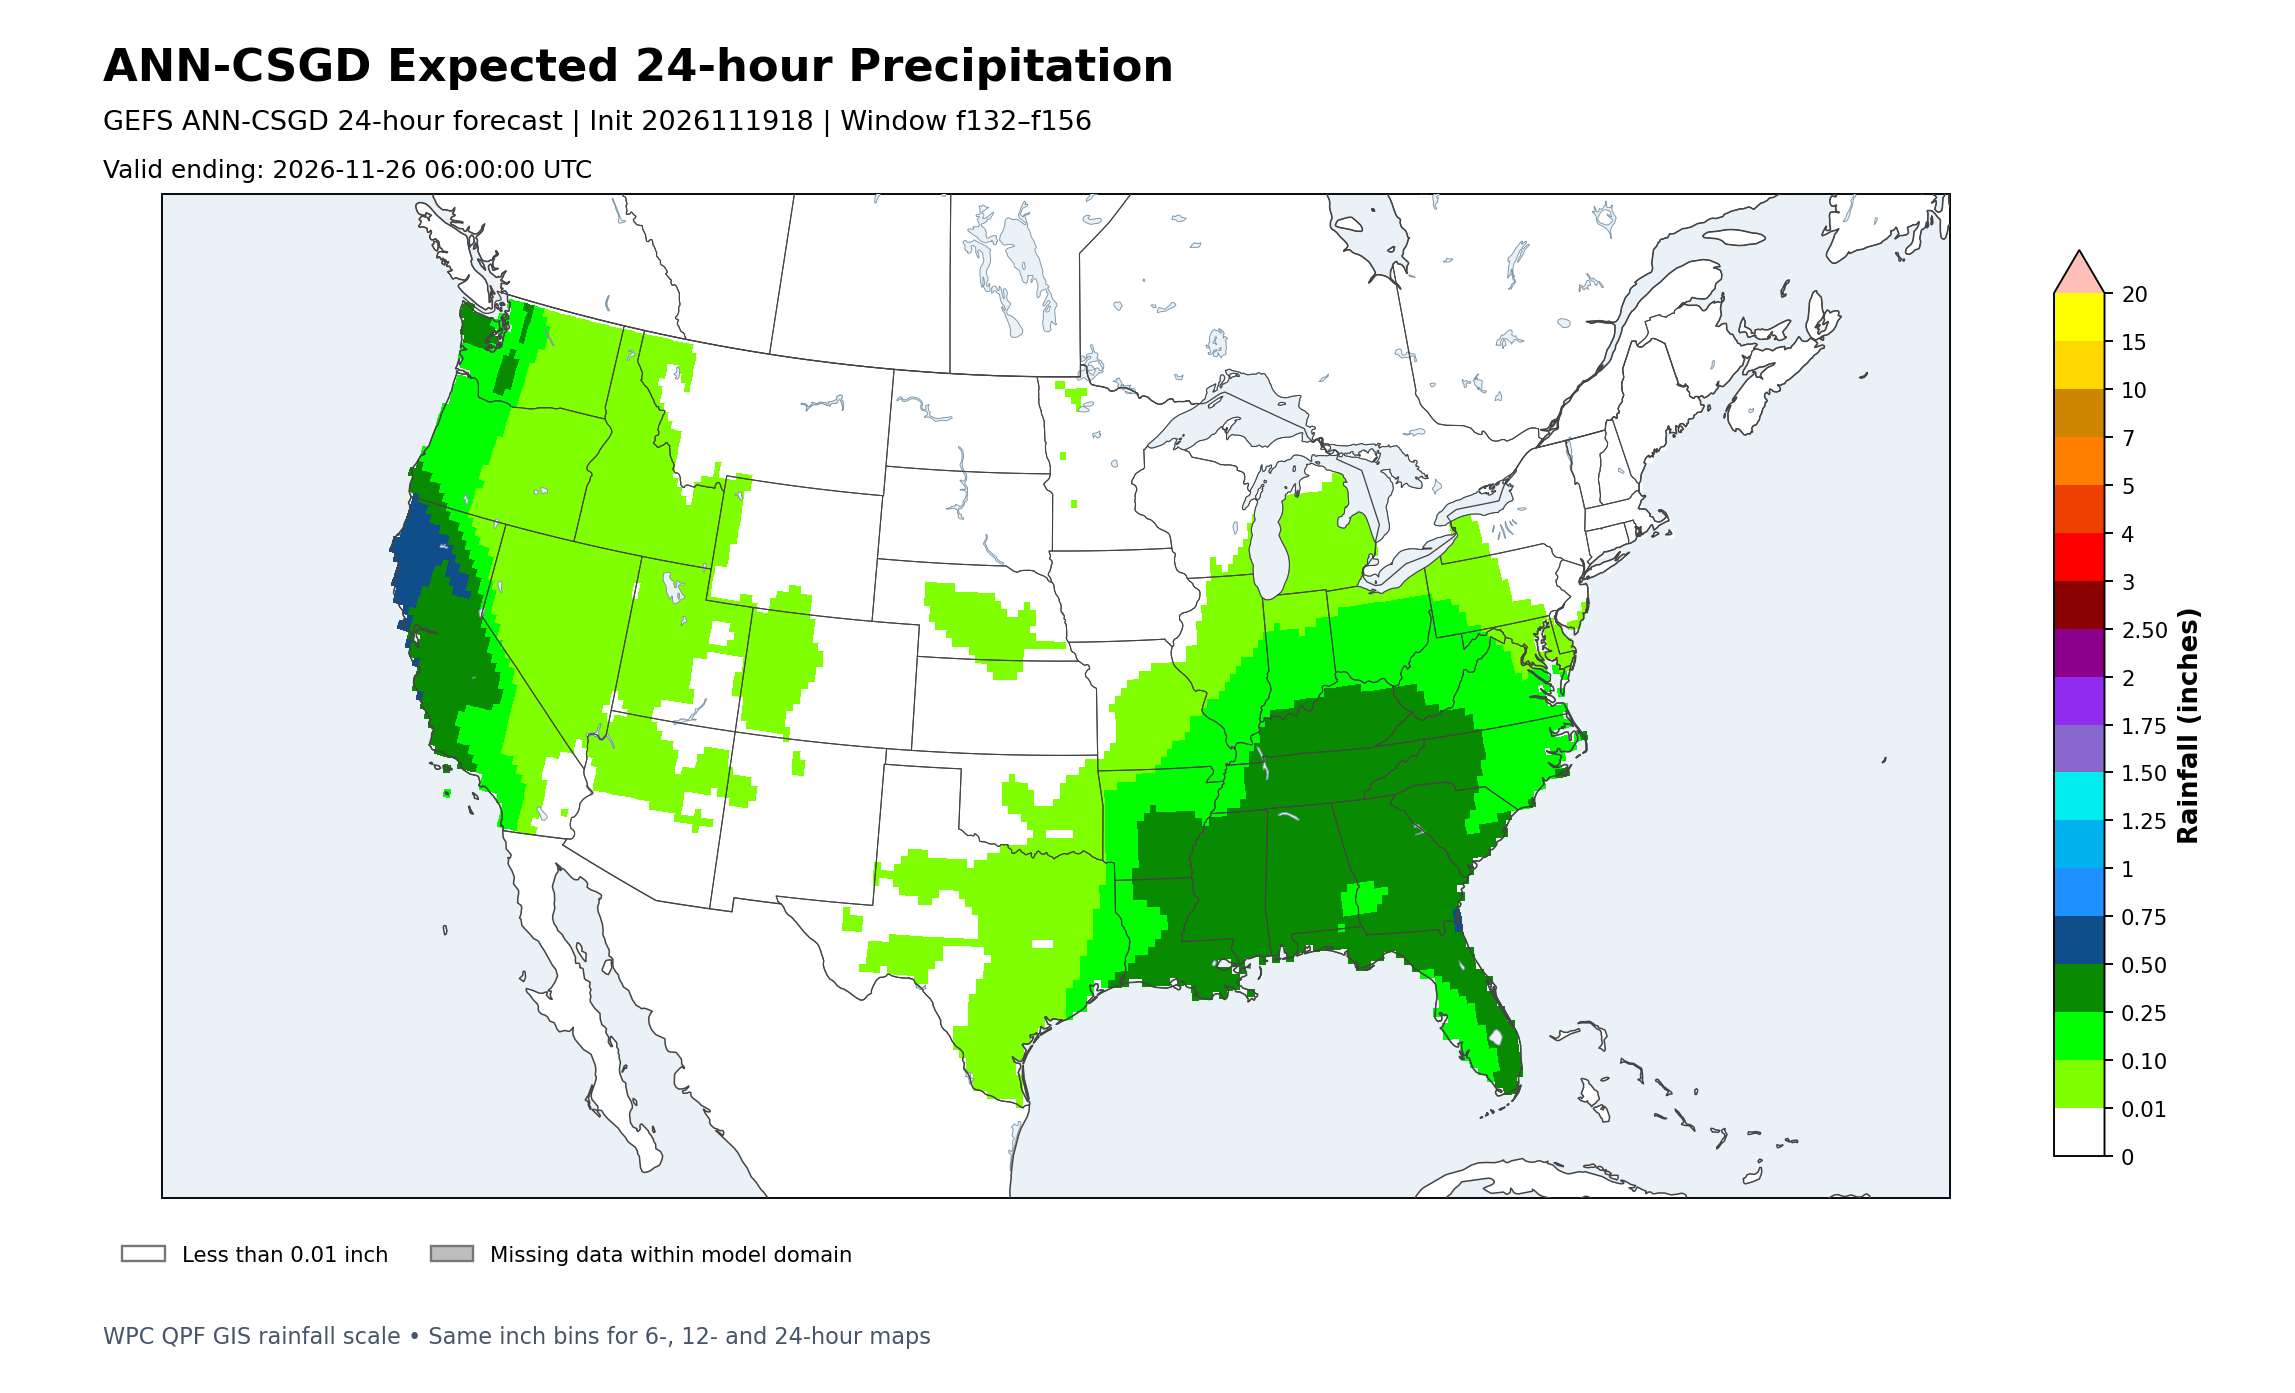 ANN-CSGD Expected 24-hour Precipitation
GEFS ANN-CSGD 24-hour forecast | Init 2026111918 | Window f132–f156
Valid ending: 2026-11-26 06:00:00 UTC
20
15
10
7
5
4
3
2.50
2
1.75
1.50
1.25
1
0.75
0.50
0.25
0.10
0.01
0
Rainfall (inches)
Less than 0.01 inch
Missing data within model domain
WPC QPF GIS rainfall scale • Same inch bins for 6-, 12- and 24-hour maps